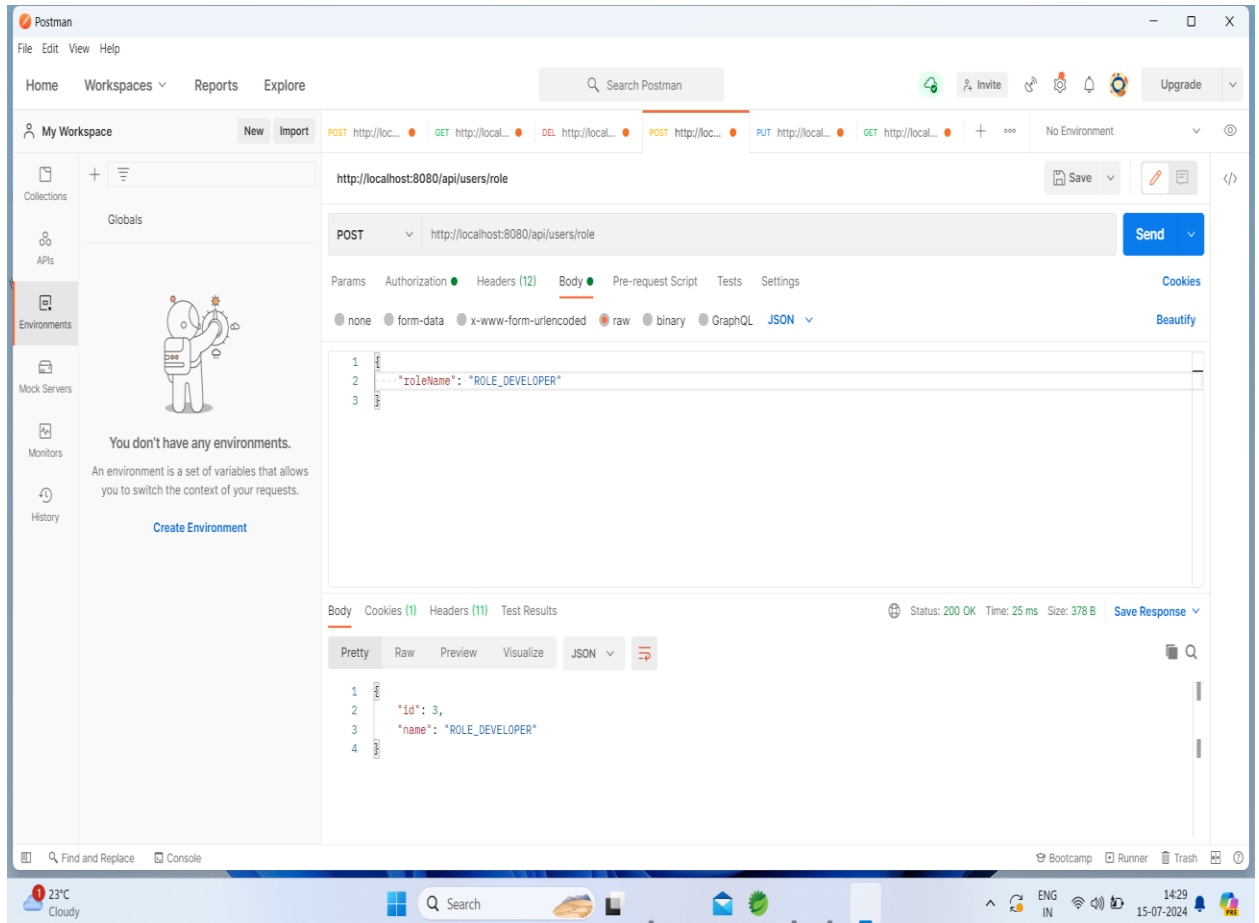 Postman
File Edit View Help
Home Workspaces Reports Explore Search Postman Invite Upgrade
My Workspace New Import POST http://loc... GET http://local... DEL http://local... POST http://loc... PUT http://local... GET http://local... + ooo No Environment
Collections
Globals
APIs
Environments
Mock Servers
Monitors
History
You don't have any environments.
An environment is a set of variables that allows
you to switch the context of your requests.
Create Environment
http://localhost:8080/api/users/role Save
POST http://localhost:8080/api/users/role Send
Params Authorization Headers (12) Body Pre-request Script Tests Settings Cookies
none form-data x-www-form-urlencoded raw binary GraphQL JSON Beautify
1 {
2 ····"roleName":·"ROLE_DEVELOPER"
3 }
Body Cookies (1) Headers (11) Test Results Status: 200 OK Time: 25 ms Size: 378 B Save Response
Pretty Raw Preview Visualize JSON
1 {
2 "id": 3,
3 "name": "ROLE_DEVELOPER"
4 }
Find and Replace Console Bootcamp Runner Trash
1 23°C
Cloudy
Search
ENG
IN
14:29
15-07-2024
PRE